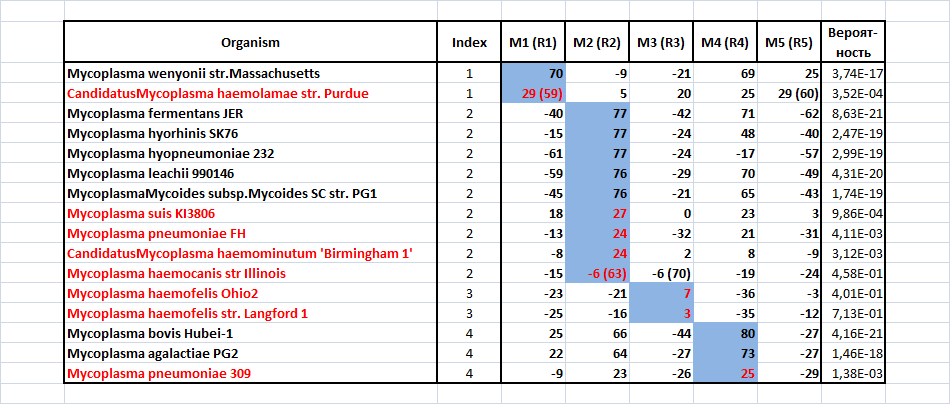 Organism Index M1 (R1) M2 (R2) M3 (R3) M4 (R4) M5 (R5) Вероят-
ность
Mycoplasma wenyonii str.Massachusetts 1 70 -9 -21 69 25 3,74E-17
CandidatusMycoplasma haemolamae str. Purdue 1 29 (59) 5 20 25 29 (60) 3,52E-04
Mycoplasma fermentans JER 2 -40 77 -42 71 -62 8,63E-21
Mycoplasma hyorhinis SK76 2 -15 77 -24 48 -40 2,47E-19
Mycoplasma hyopneumoniae 232 2 -61 77 -24 -17 -57 2,99E-19
Mycoplasma leachii 990146 2 -59 76 -29 70 -49 4,31E-20
MycoplasmaMycoides subsp.Mycoides SC str. PG1 2 -45 76 -21 65 -43 1,74E-19
Mycoplasma suis KI3806 2 18 27 0 23 3 9,86E-04
Mycoplasma pneumoniae FH 2 -13 24 -32 21 -31 4,11E-03
CandidatusMycoplasma haemominutum 'Birmingham 1' 2 -8 24 2 8 -9 3,12E-03
Mycoplasma haemocanis str Illinois 2 -15 -6 (63) -6 (70) -19 -24 4,58E-01
Mycoplasma haemofelis Ohio2 3 -23 -21 7 -36 -3 4,01E-01
Mycoplasma haemofelis str. Langford 1 3 -25 -16 3 -35 -12 7,13E-01
Mycoplasma bovis Hubei-1 4 25 66 -44 80 -27 4,16E-21
Mycoplasma agalactiae PG2 4 22 64 -27 73 -27 1,46E-18
Mycoplasma pneumoniae 309 4 -9 23 -26 25 -29 1,38E-03